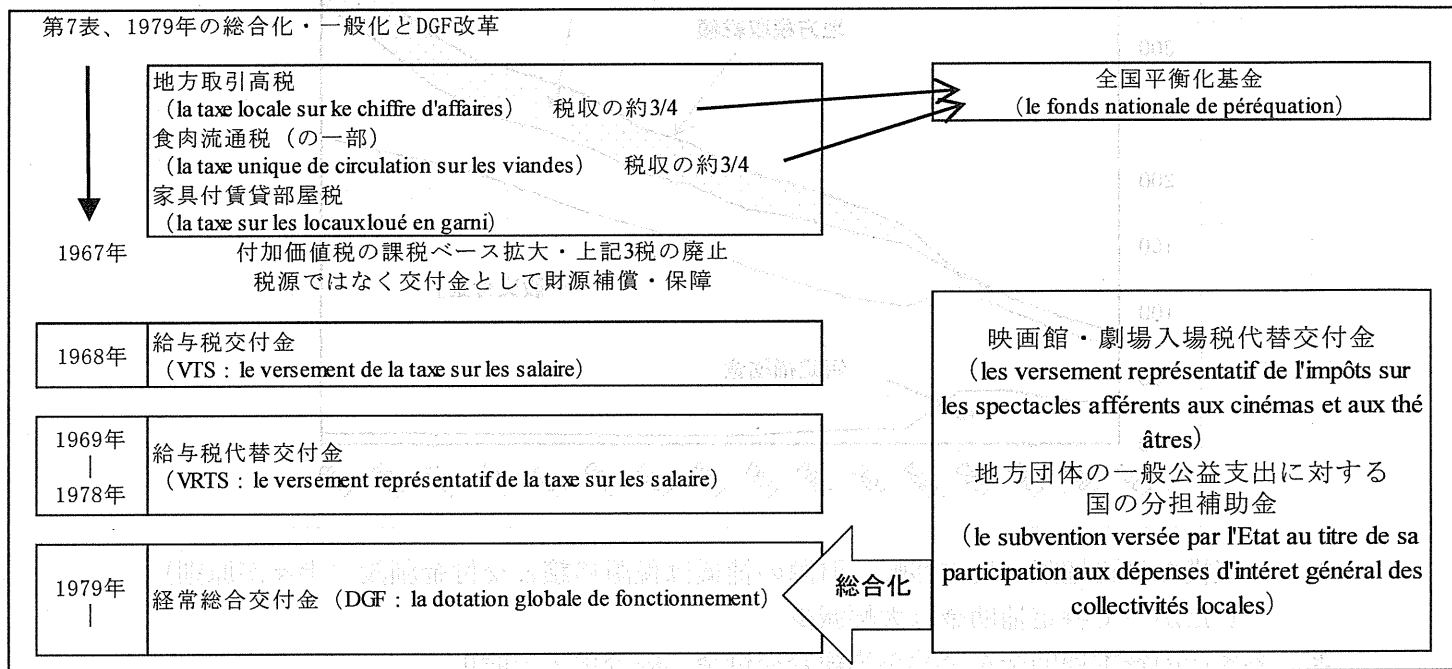 第7表、1979年の総合化・一般化とDGF改革
地方取引高税
(la taxe locale sur ke chiffre d'affaires) 税収の約3/4
食肉流通税（の一部）
(la taxe unique de circulation sur les viandes) 税収の約3/4
家具付賃貸部屋税
(la taxe sur les locauxloué en garni)
全国平衡化基金
(le fonds nationale de péréquation)
1967年 付加価値税の課税ベース拡大・上記3税の廃止
税源ではなく交付金として財源補償・保障
1968年
給与税交付金
（VTS : le versement de la taxe sur les salaire）
1969年
|
1978年
給与税代替交付金
（VRTS : le versement représentatif de la taxe sur les salaire）
1979年
|
経常総合交付金（DGF : la dotation globale de fonctionnement）
総合化
映画館・劇場入場税代替交付金
（les versement représentatif de l'impôts sur
les spectacles afférents aux cinémas et aux thé
âtres）
地方団体の一般公益支出に対する
国の分担補助金
（le subvention versée par l'Etat au titre de sa
participation aux dépenses d'intéret général des
collectivités locales）